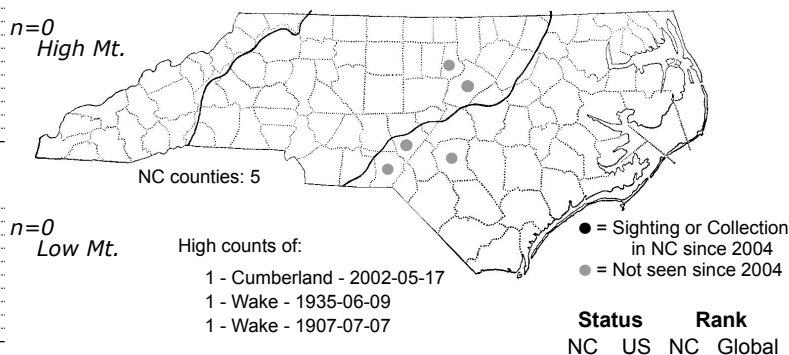 n=0
High Mt.
NC counties: 5
n=0
Low Mt.
High counts of:
1 - Cumberland - 2002-05-17
1 - Wake - 1935-06-09
1 - Wake - 1907-07-07
● = Sighting or Collection
in NC since 2004
● = Not seen since 2004
Status Rank
NC US NC Global